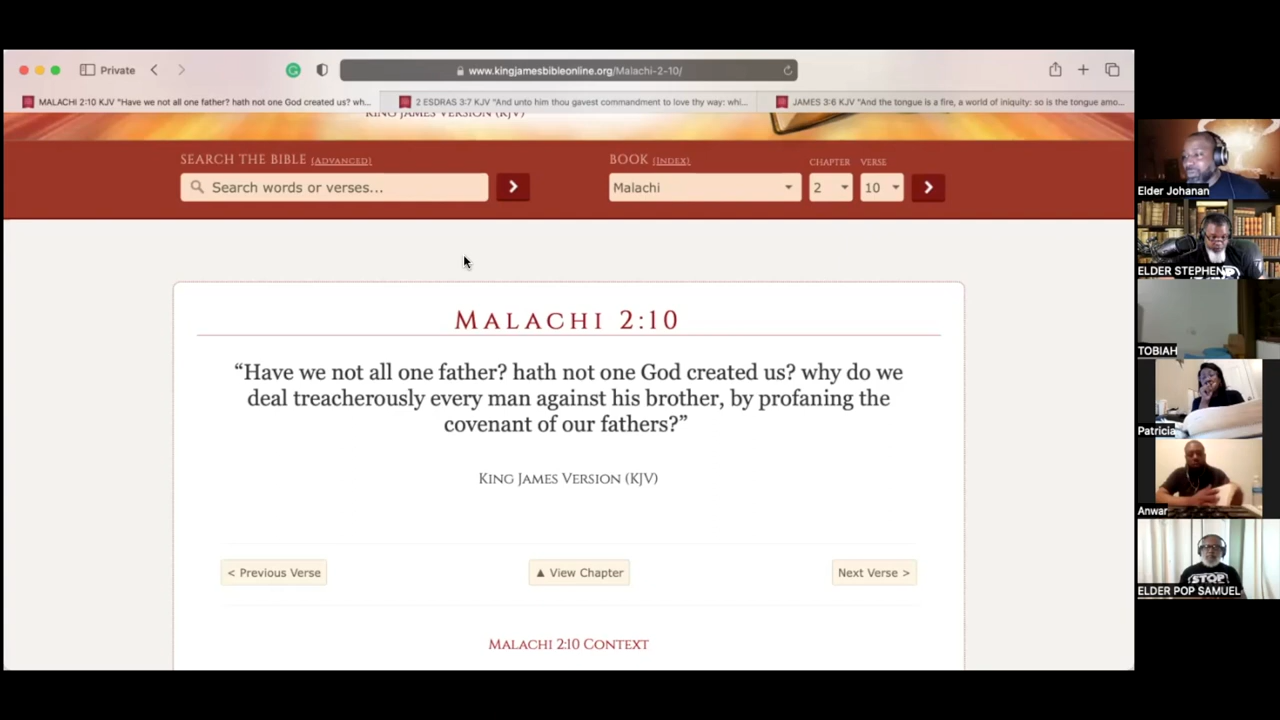 Private
www.kingjamesbibleonline.org/Malachi-2-10/
MALACHI 2:10 KJV "Have we not all one father? hath not one God created us? wh...
2 ESDRAS 3:7 KJV "And unto him thou gavest commandment to love thy way: whi...
JAMES 3:6 KJV "And the tongue is a fire, a world of iniquity: so is the tongue amo...
KING JAMES VERSION (KJV)
SEARCH THE BIBLE [ADVANCED]
BOOK [INDEX]
CHAPTER
VERSE
Search words or verses...
Malachi
2
10
MALACHI 2:10
“Have we not all one father? hath not one God created us? why do we
deal treacherously every man against his brother, by profaning the
covenant of our fathers?”
KING JAMES VERSION (KJV)
< Previous Verse
▲ View Chapter
Next Verse >
MALACHI 2:10 CONTEXT
Elder Johanan
ELDER STEPHEN
TOBIAH
Patricia
Anwar
STOP
ELDER POP SAMUEL